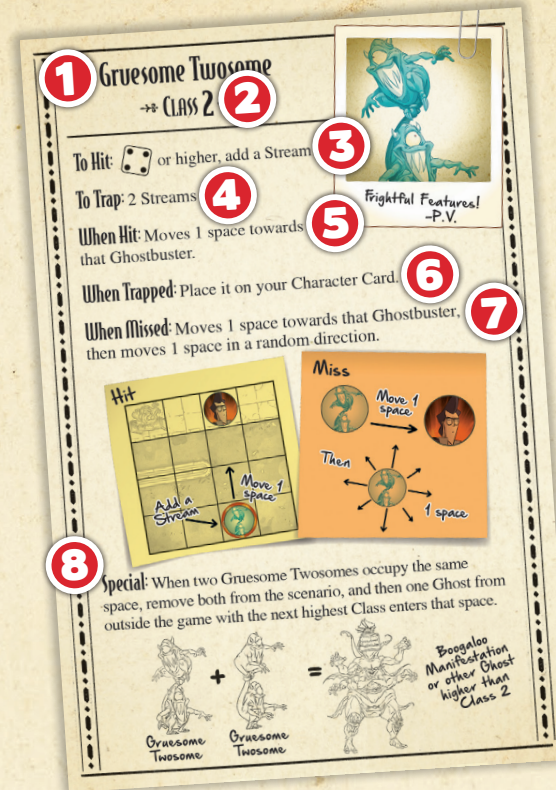 1 Gruesome Twosome
CLASS 2 2
To Hit: or higher, add a Stream 3
To Trap: 2 Streams 4
Frightful Features!
-P.V.
When Hit: Moves 1 space towards 5
that Ghostbuster.
When Trapped: Place it on your Character Card. 6
When Missed: Moves 1 space towards that Ghostbuster, 7
then moves 1 space in a random direction.
Hit
Move 1
space
Add a
Stream
Miss
Move 1
space
Then
1 space
8 Special: When two Gruesome Twosomes occupy the same
space, remove both from the scenario, and then one Ghost from
outside the game with the next highest Class enters that space.
+
=
Gruesome
Twosome
Gruesome
Twosome
Boogaloo
Manifestation
or other Ghost
higher than
Class 2